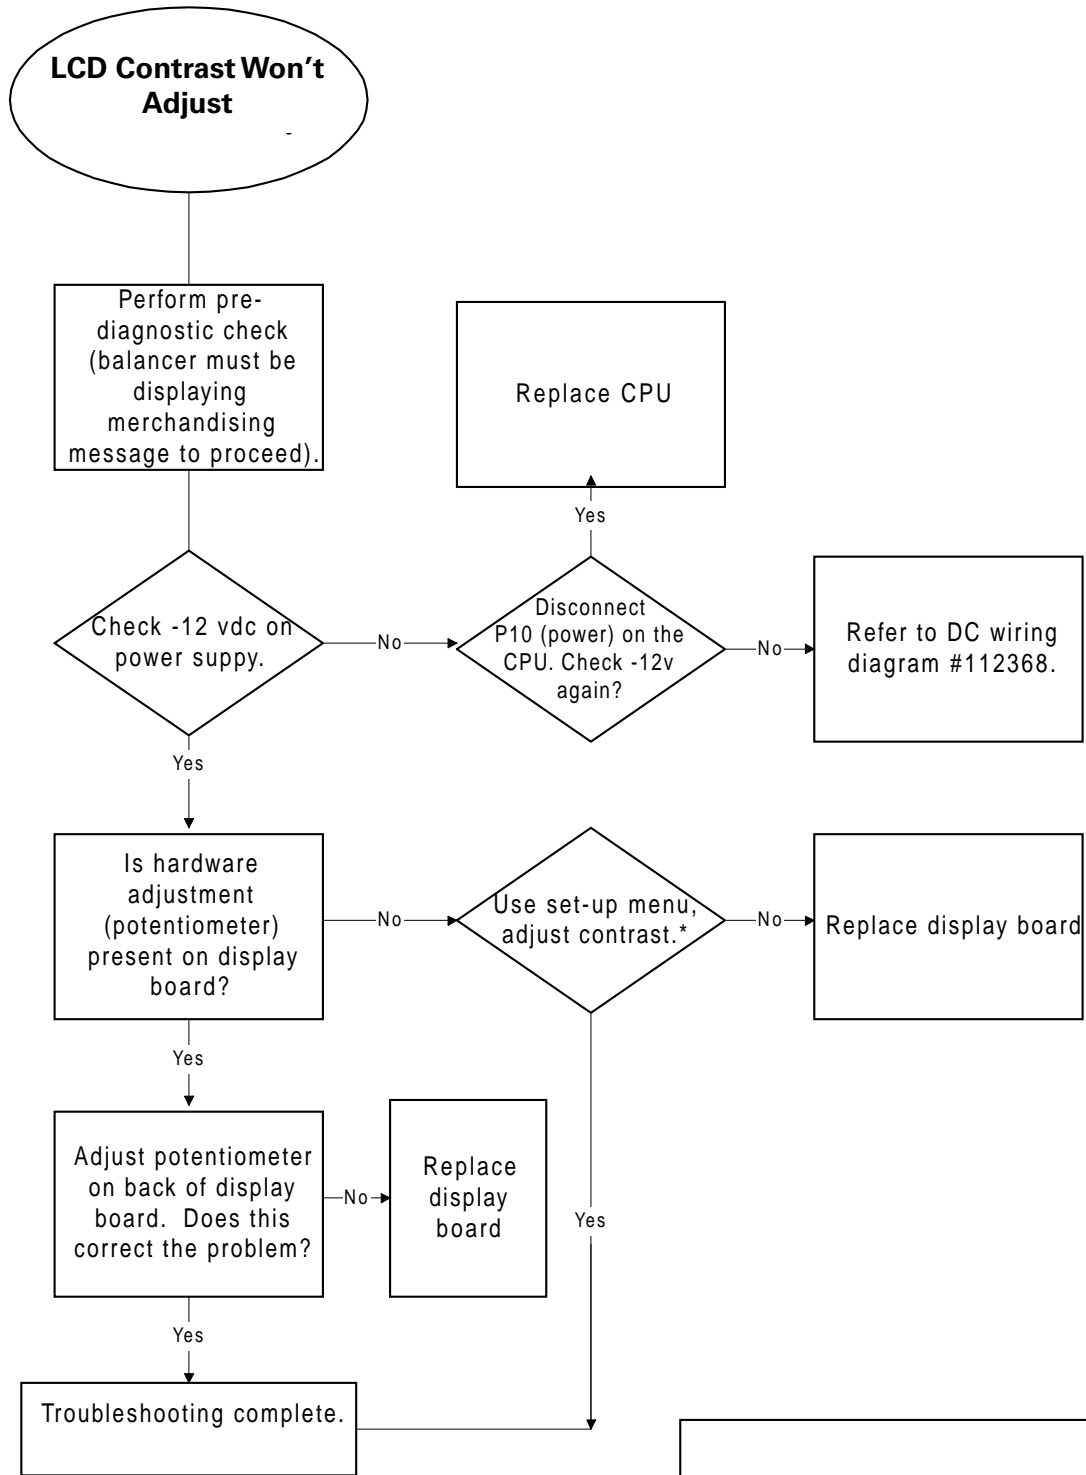 LCD Contrast Won't
Adjust
Perform pre-
diagnostic check
(balancer must be
displaying
merchandising
message to proceed).
Replace CPU
Yes
Check -12 vdc on
power suppy.
No
Disconnect
P10 (power) on the
CPU. Check -12v
again?
No
Refer to DC wiring
diagram #112368.
Yes
Is hardware
adjustment
(potentiometer)
present on display
board?
No
Use set-up menu,
adjust contrast.*
No
Replace display board
Yes
Adjust potentiometer
on back of display
board. Does this
correct the problem?
No
Replace
display
board
Yes
Yes
Troubleshooting complete.